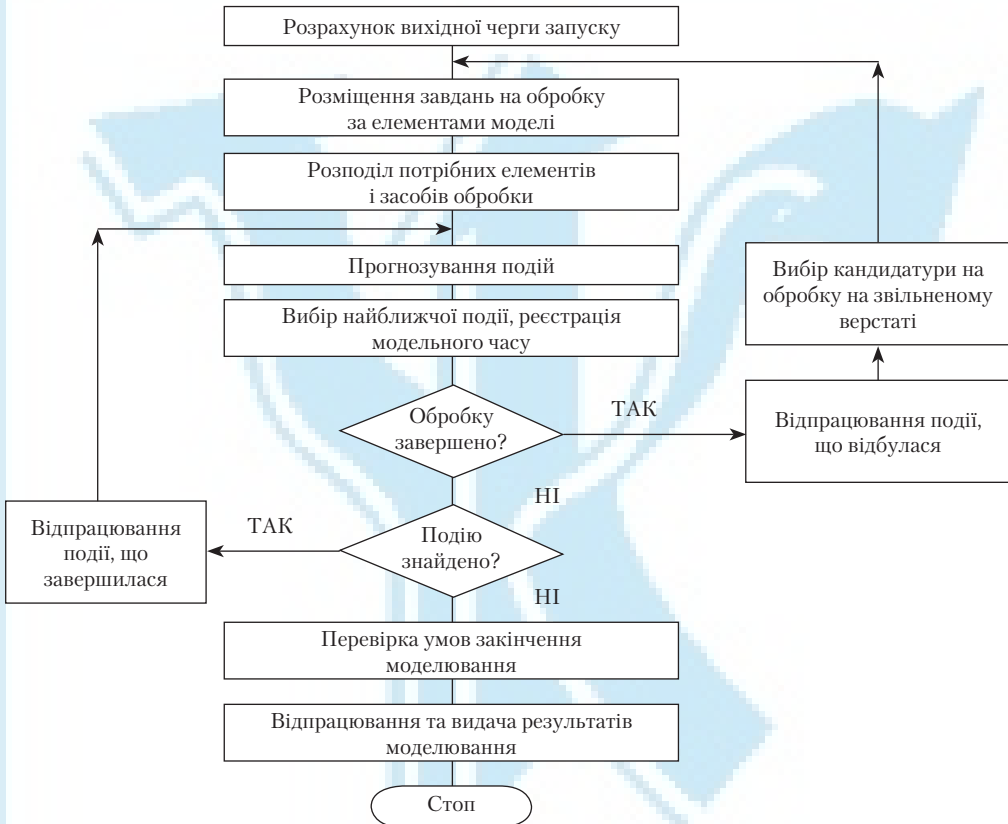 Розрахунок вихідної черги запуску
Розміщення завдань на обробку
за елементами моделі
Розподіл потрібних елементів
і засобів обробки
Прогнозування подій
Вибір найближчої події, реєстрація
модельного часу
Вибір кандидатури на
обробку на звільненому
верстаті
Обробку
завершено?
ТАК
Відпрацювання події,
що відбулася
НІ
Відпрацювання
події, що
завершилася
ТАК
Подію
знайдено?
НІ
Перевірка умов закінчення
моделювання
Відпрацювання та видача результатів
моделювання
Стоп